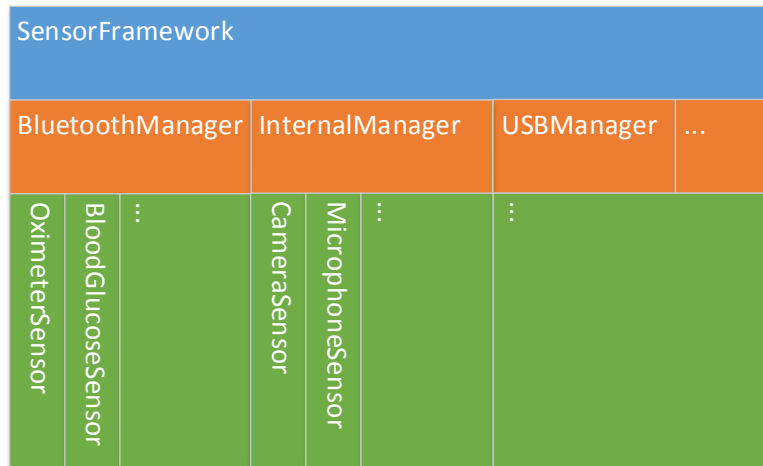 SensorFramework
BluetoothManager
InternalManager
USBManager
...
OximeterSensor
BloodGlucoseSensor
...
CameraSensor
MicrophoneSensor
...
...